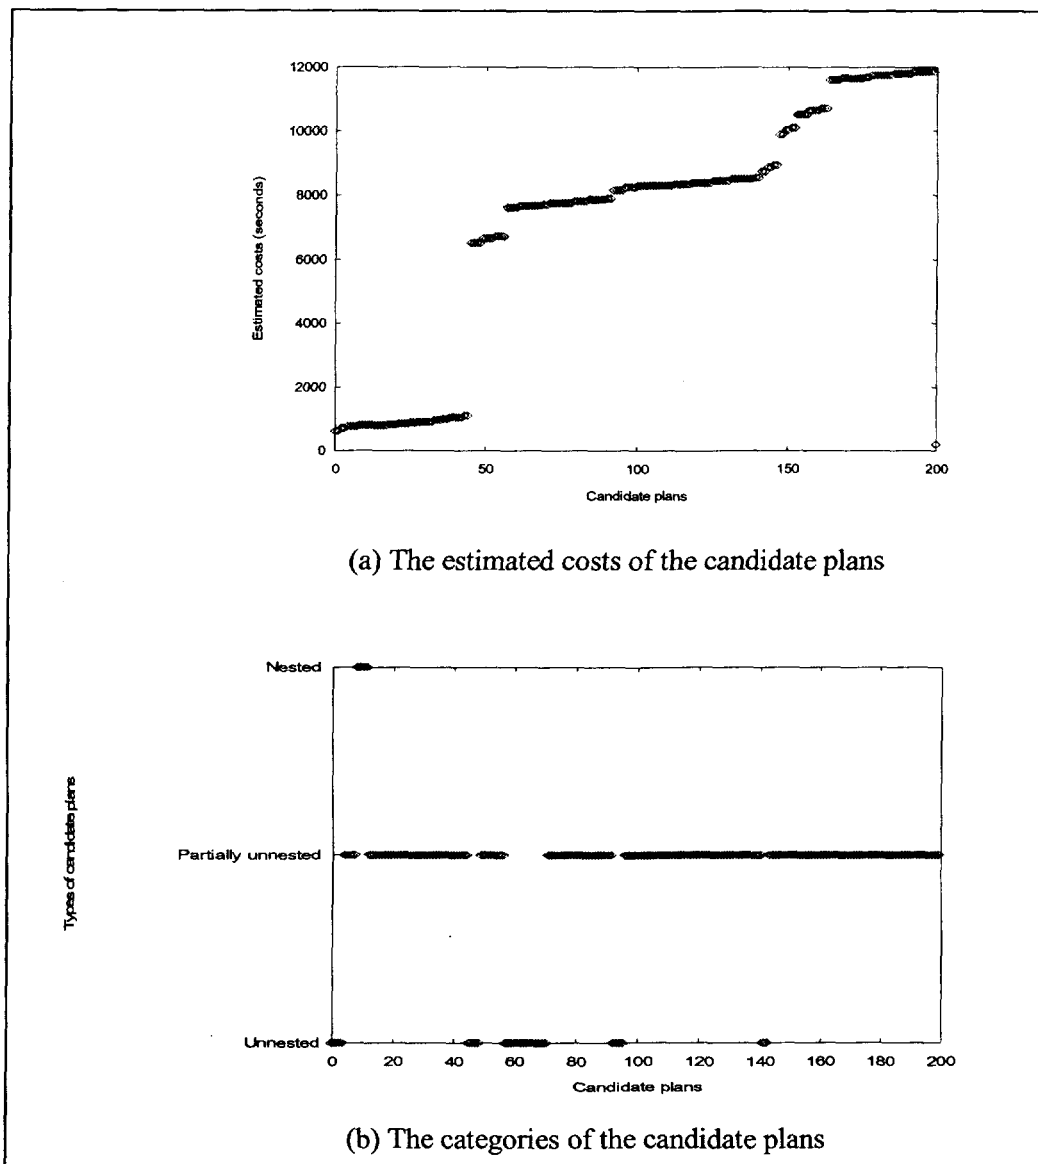 12000
10000
8000
6000
4000
2000
0
Estimated costs (seconds)
0 50 100 150 200
Candidate plans
(a) The estimated costs of the candidate plans
Nested
Partially unnested
Unnested
Types of candidate plans
0 20 40 60 80 100 120 140 160 180 200
Candidate plans
(b) The categories of the candidate plans